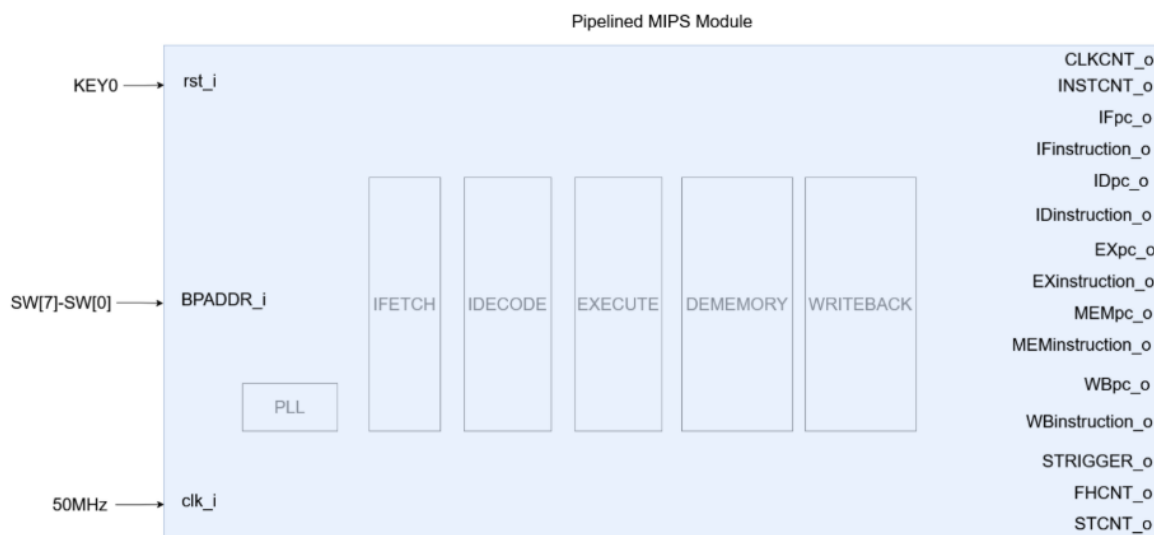 Pipelined MIPS Module
CLKCNT_o
KEY0
rst_i
INSTCNT_o
IFpc_o
IFinstruction_o
IDpc_o
IDinstruction_o
EXpc_o
SW[7]-SW[0]
BPADDR_i
IFETCH
IDECODE
EXECUTE
DEMEMORY
WRITEBACK
EXinstruction_o
MEMpc_o
MEMinstruction_o
WBpc_o
PLL
WBinstruction_o
STRIGGER_o
50MHz
clk_i
FHCNT_o
STCNT_o